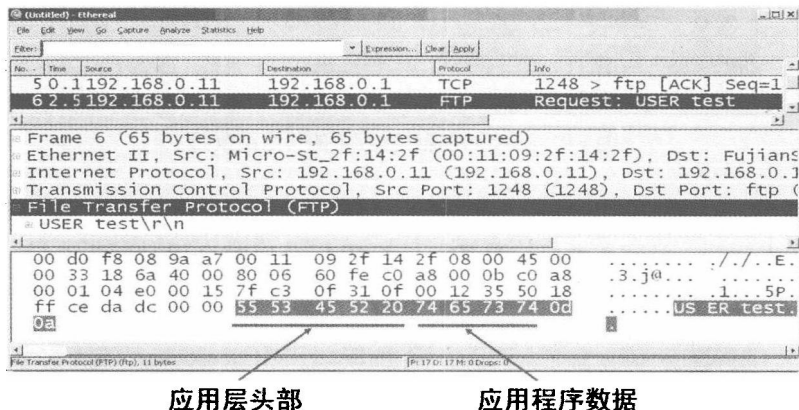 (Untitled) - Ethereal
File Edit View Go Capture Analyze Statistics Help
Filter: Expression... Clear Apply
No. - Time Source Destination Protocol Info
5 0.1 192.168.0.11 192.168.0.1 TCP 1248 > ftp [ACK] Seq=1
6 2.5 192.168.0.11 192.168.0.1 FTP Request: USER test
Frame 6 (65 bytes on wire, 65 bytes captured)
Ethernet II, Src: Micro-St_2f:14:2f (00:11:09:2f:14:2f), Dst: FujianS
Internet Protocol, Src: 192.168.0.11 (192.168.0.11), Dst: 192.168.0.1
Transmission Control Protocol, Src Port: 1248 (1248), Dst Port: ftp (
File Transfer Protocol (FTP)
USER test\r\n
00 d0 f8 08 9a a7 00 11 09 2f 14 2f 08 00 45 00 ........ ././..E.
00 33 18 6a 40 00 80 06 60 fe c0 a8 00 0b c0 a8 .3.j@... ........
00 01 04 e0 00 15 7f c3 0f 31 0f 00 12 35 50 18 ........ .1...5P.
ff ce da dc 00 00 55 53 45 52 20 74 65 73 74 0d ......US ER test.
0a .
File Transfer Protocol (FTP) (ftp), 11 bytes P: 17 D: 17 M: 0 Drops: 0
应用层头部 应用程序数据